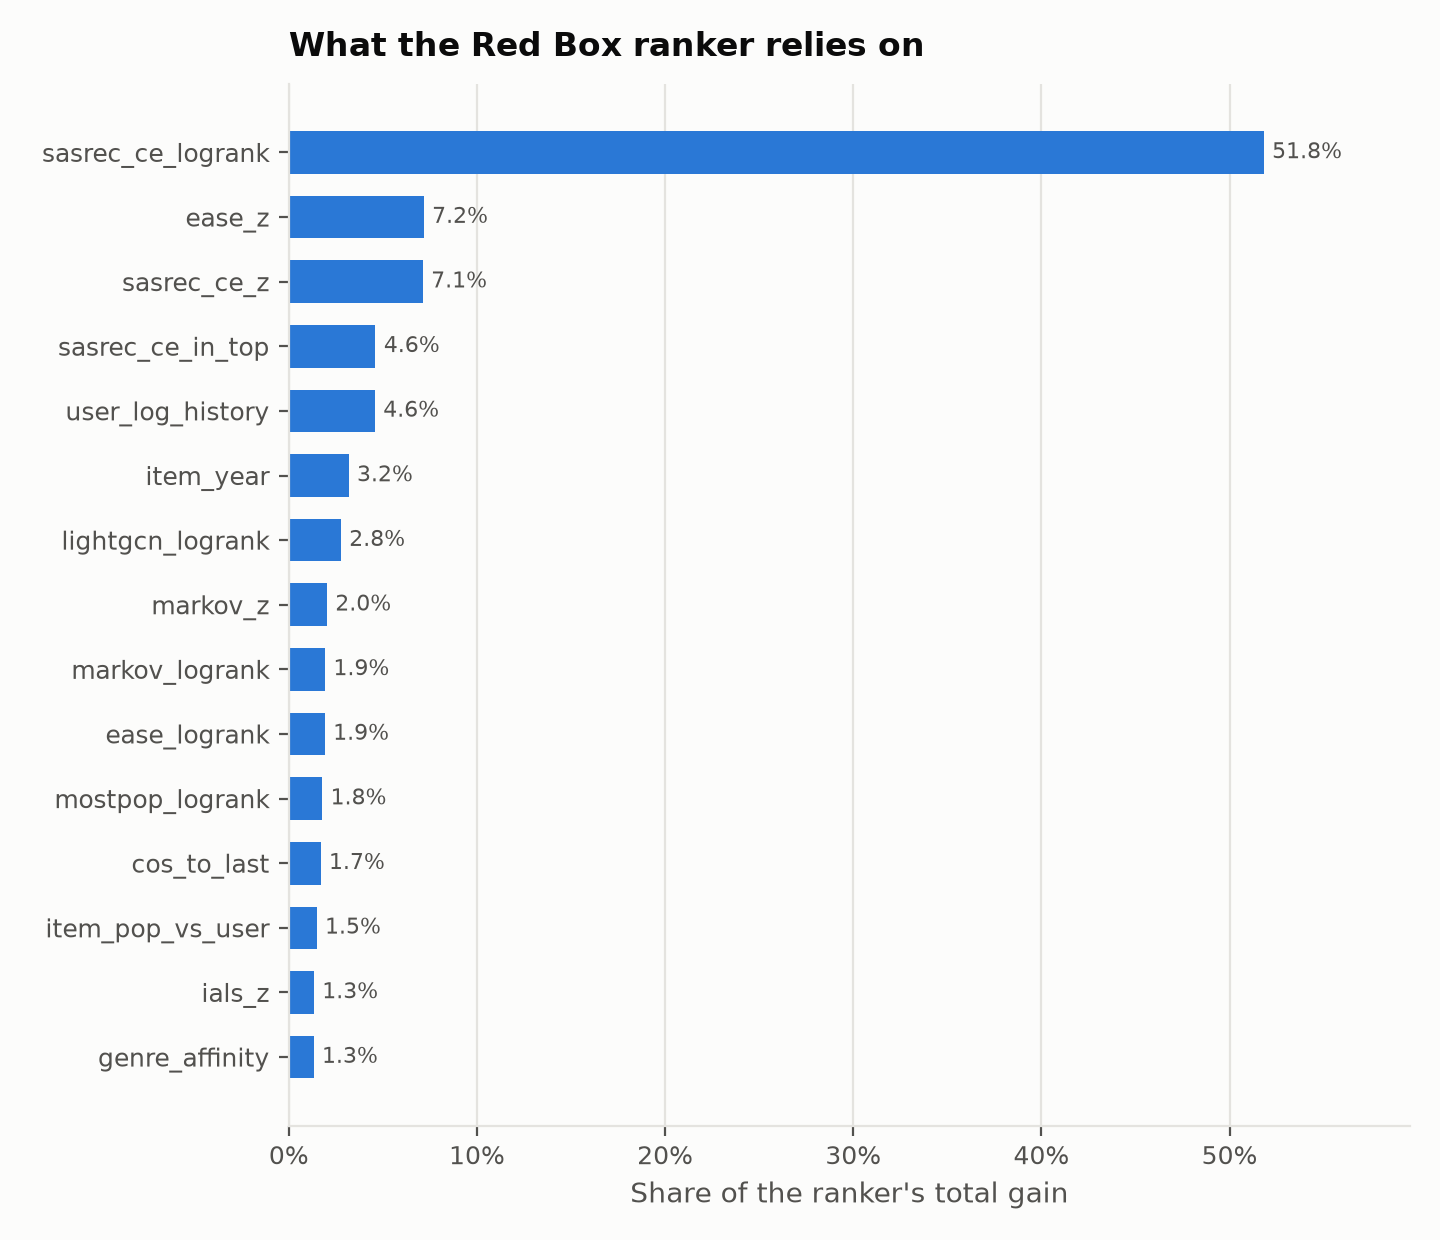 What the Red Box ranker relies on
sasrec_ce_logrank 51.8%
ease_z 7.2%
sasrec_ce_z 7.1%
sasrec_ce_in_top 4.6%
user_log_history 4.6%
item_year 3.2%
lightgcn_logrank 2.8%
markov_z 2.0%
markov_logrank 1.9%
ease_logrank 1.9%
mostpop_logrank 1.8%
cos_to_last 1.7%
item_pop_vs_user 1.5%
ials_z 1.3%
genre_affinity 1.3%
0% 10% 20% 30% 40% 50%
Share of the ranker's total gain